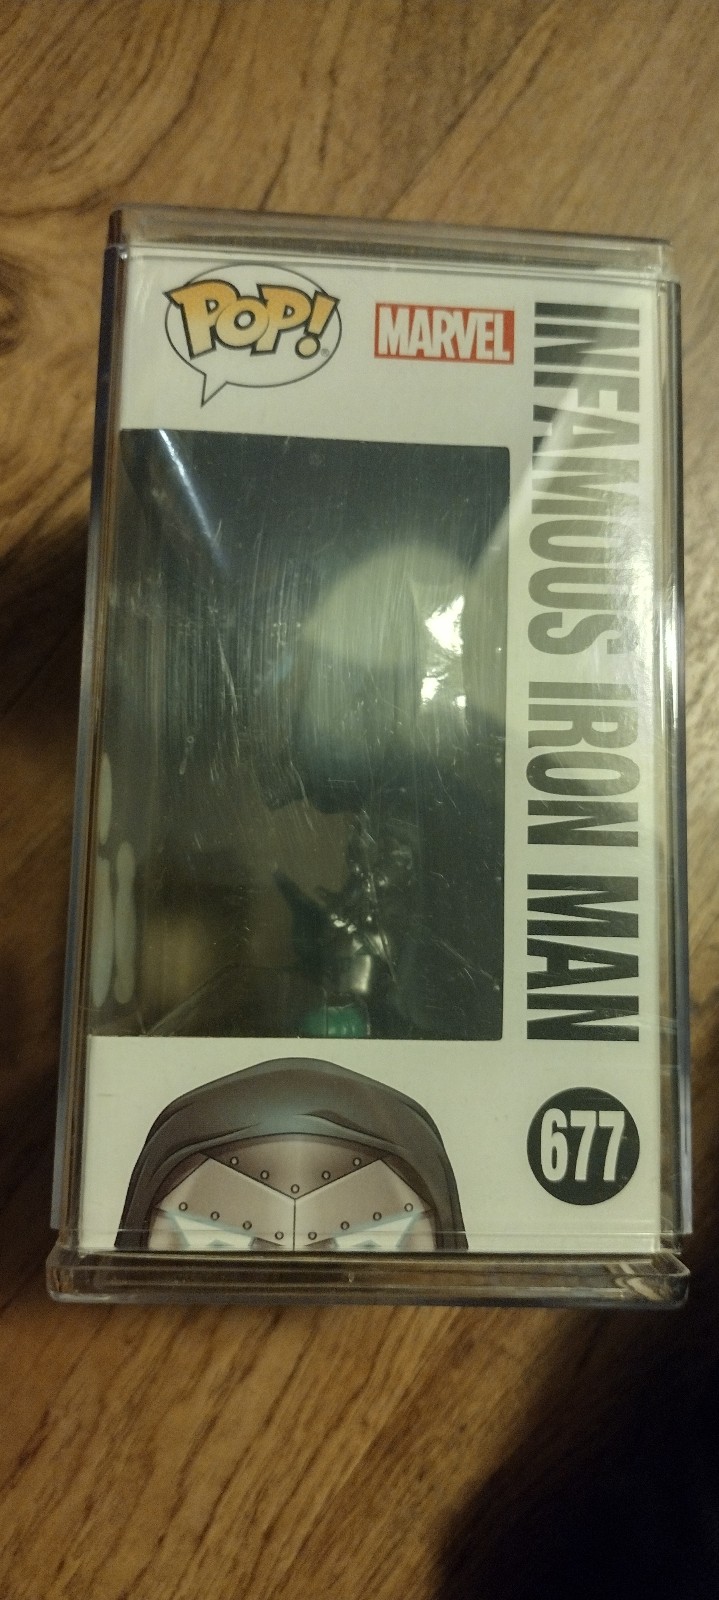 POP!
MARVEL
INFAMOUS IRON MAN
677